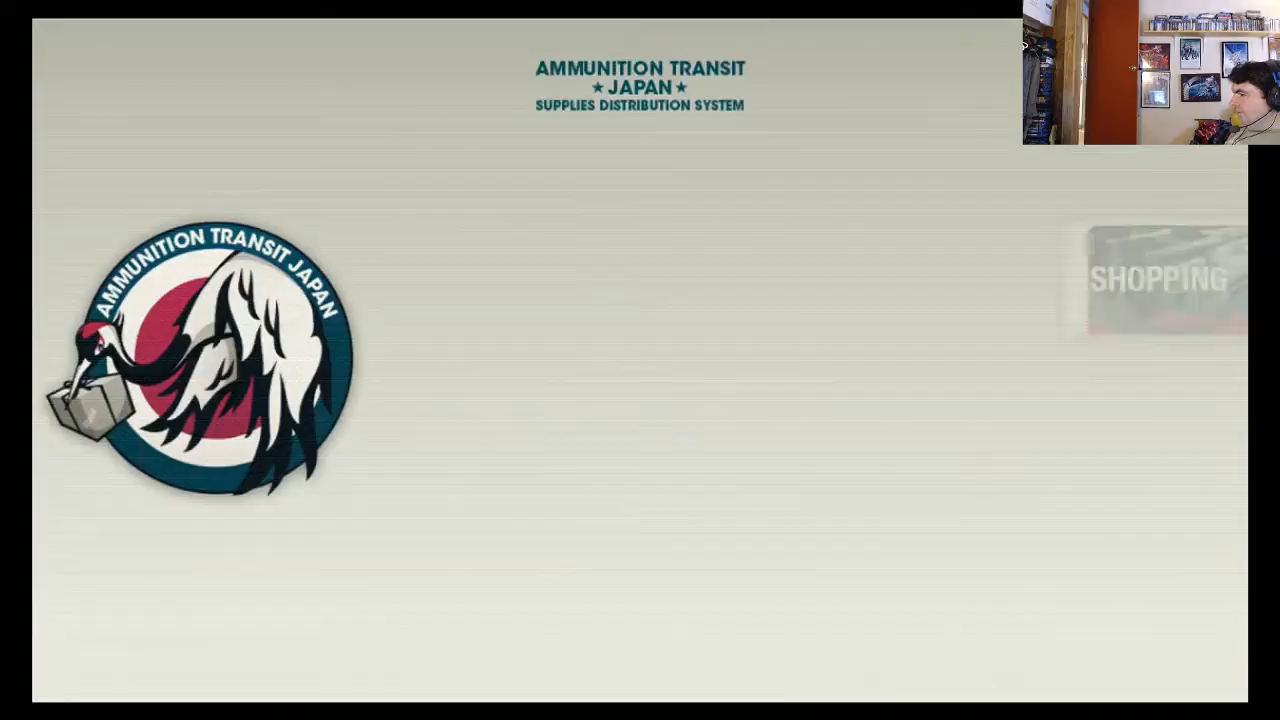 AMMUNITION TRANSIT
★JAPAN★
SUPPLIES DISTRIBUTION SYSTEM
AMMUNITION TRANSIT JAPAN
SHOPPING